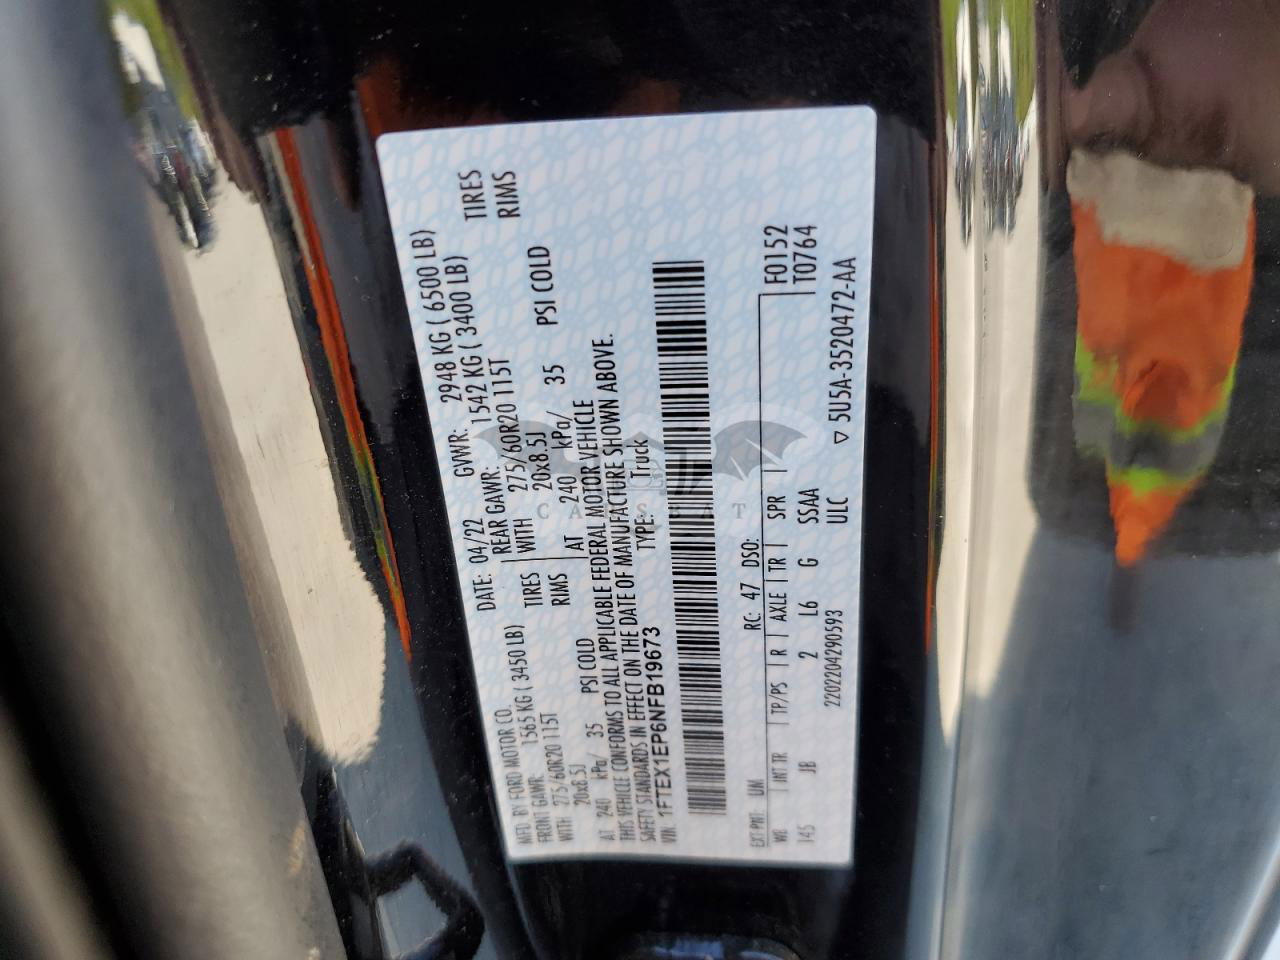 MFD. BY FORD MOTOR CO. DATE: 04/22 GVWR: 2948 KG ( 6500 LB)
FRONT GAWR: 1565 KG ( 3450 LB) REAR GAWR: 1542 KG ( 3400 LB)
WITH 275/60R20 115T TIRES WITH 275/60R20 115T TIRES
20x8.5J RIMS 20x8.5J RIMS
AT 240 kPa/ 35 PSI COLD AT 240 kPa/ 35 PSI COLD
THIS VEHICLE CONFORMS TO ALL APPLICABLE FEDERAL MOTOR VEHICLE
SAFETY STANDARDS IN EFFECT ON THE DATE OF MANUFACTURE SHOWN ABOVE.
VIN: 1FTEX1EP6NFB19673 TYPE: Truck
CARSBAT
EXT PNT: UM RC: 47 DSO: F0152
WB INT TR TP/PS R AXLE TR SPR T0764
145 JB 2 L6 G SSAA
2202204290593 ULC ▽ 5U5A-3520472-AA